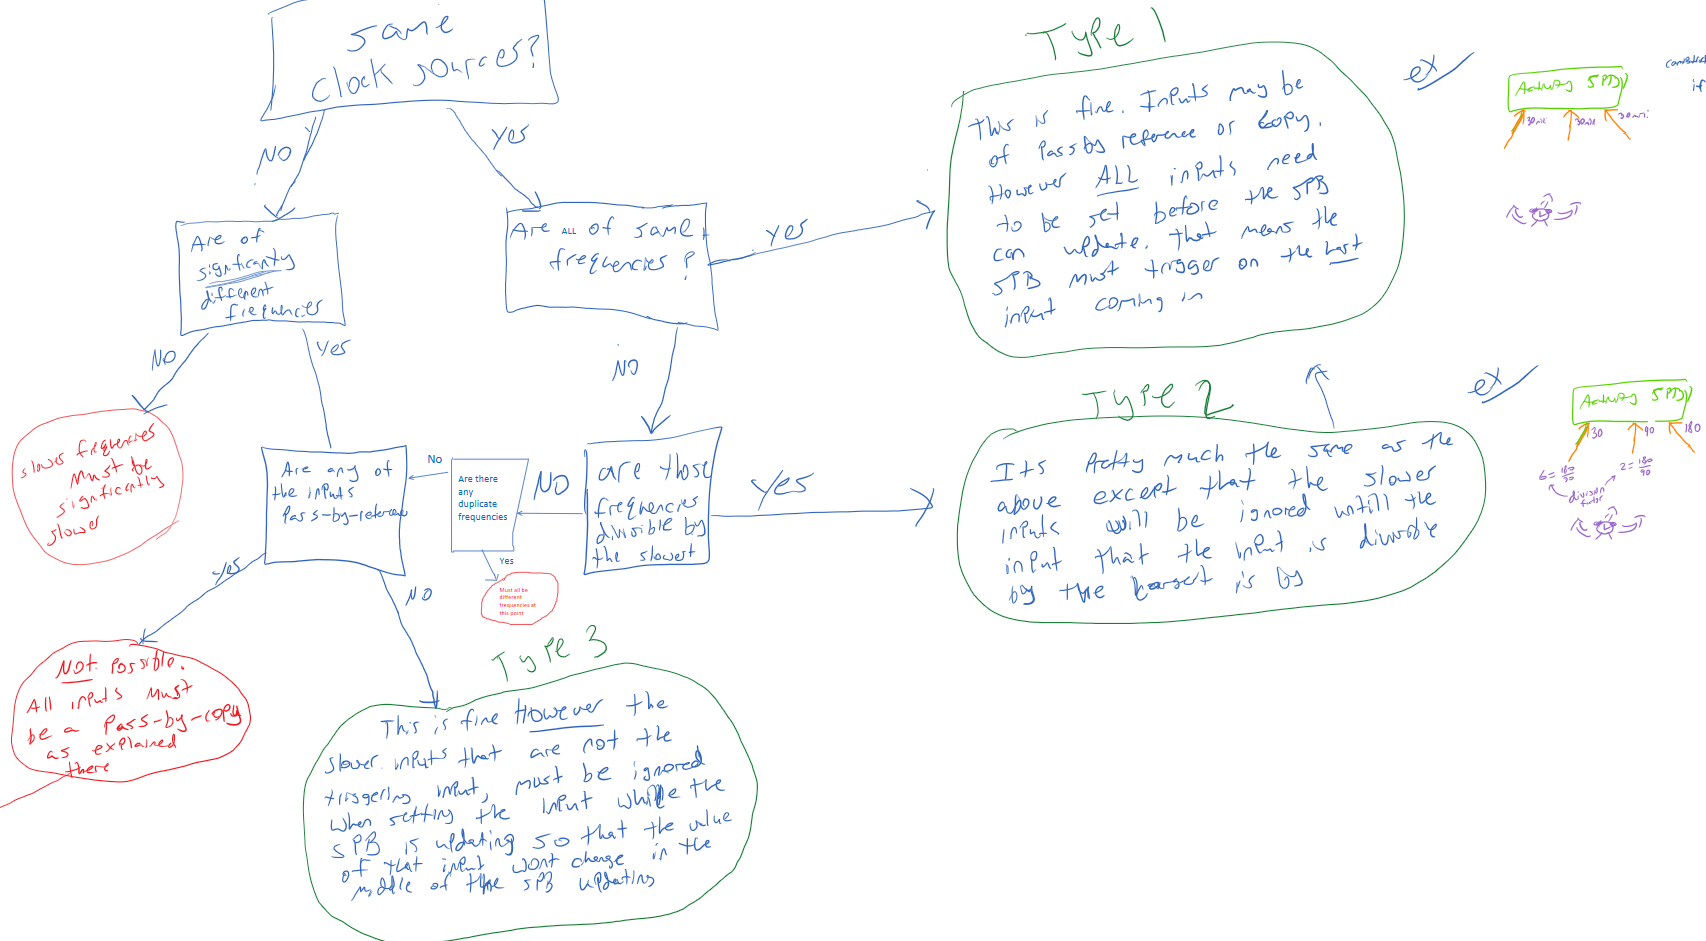 Same
clock sources?
NO
Yes
Are of
significantly
different
frequencies
Are ALL of same
frequencies?
yes
NO
Yes
NO
slower frequencies
Must be
significantly
slower
Are any of
the inputs
Pass-by-reference
No
Are there
any
duplicate
frequencies
Yes
Must all be
different
frequencies at
this point
NO
are those
frequencies
divisible by
the slowest
Yes
yes
NO
NOT Possible.
All inputs must
be a Pass-by-copy
as explained
there
Type 1
This is fine. Inputs may be
of Pass by reference or Copy.
However ALL inputs need
to be set before the SPB
can update. That means the
SPB must trigger on the Last
input coming in
ex
Activity SPD
30mili
30mili
30mili
if
Type 2
Its Pretty much the same as the
above except that the slower
inputs will be ignored untill the
input that the input is divisible
by the largest is by
ex
Activity SPD
30
90
180
6 = 180/30
2 = 180/90
division
factor
Type 3
This is fine However the
slower inputs that are not the
triggering input, must be ignored
when setting the input while the
SPB is updating so that the value
of that input wont change in the
middle of the SPB updating